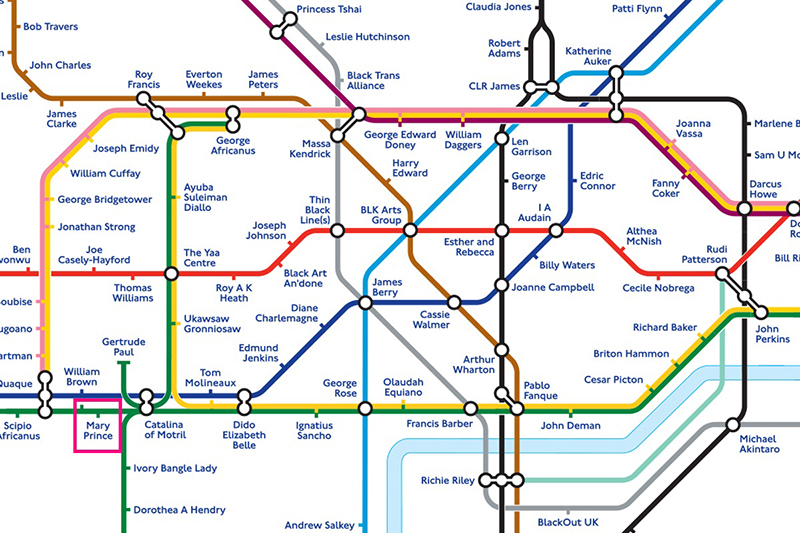 Princess Tshai
Claudia Jones
Patti Flynn
Bob Travers
Leslie Hutchinson
Robert
Adams
Katherine
Auker
John Charles
Roy
Francis
Everton
Weekes
James
Peters
Black Trans
Alliance
CLR James
Leslie
James
Clarke
George
Africanus
Massa
Kendrick
George Edward
Doney
William
Daggers
Len
Garrison
Joanna
Vassa
Marlene B
Joseph Emidy
Sam U Mc
William Cuffay
Harry
Edward
George
Berry
Edric
Connor
Fanny
Coker
Darcus
Howe
George Bridgetower
Ayuba
Suleiman
Diallo
Thin
Black
Line(s)
BLK Arts
Group
I A
Audain
Jonathan Strong
Joseph
Johnson
Esther and
Rebecca
Althea
McNish
Do
Ro
Ben
wonwu
Joe
Casely-Hayford
The Yaa
Centre
Rudi
Patterson
Bill Ri
Thomas
Williams
Roy A K
Heath
Black Art
An'done
James
Berry
Billy Waters
Joanne Campbell
Cecile Nobrega
Soubise
Diane
Charlemagne
Cassie
Walmer
ugoano
Ukawsaw
Gronniosaw
Richard Baker
John
Perkins
artman
Gertrude
Paul
Edmund
Jenkins
Arthur
Wharton
Briton Hammon
Quaque
William
Brown
Tom
Molineaux
George
Rose
Olaudah
Equiano
Pablo
Fanque
Cesar Picton
Scipio
Africanus
Mary
Prince
Catalina
of Motril
Dido
Elizabeth
Belle
Ignatius
Sancho
Francis Barber
John Deman
Michael
Akintaro
Ivory Bangle Lady
Richie Riley
Dorothea A Hendry
Andrew Salkey
BlackOut UK